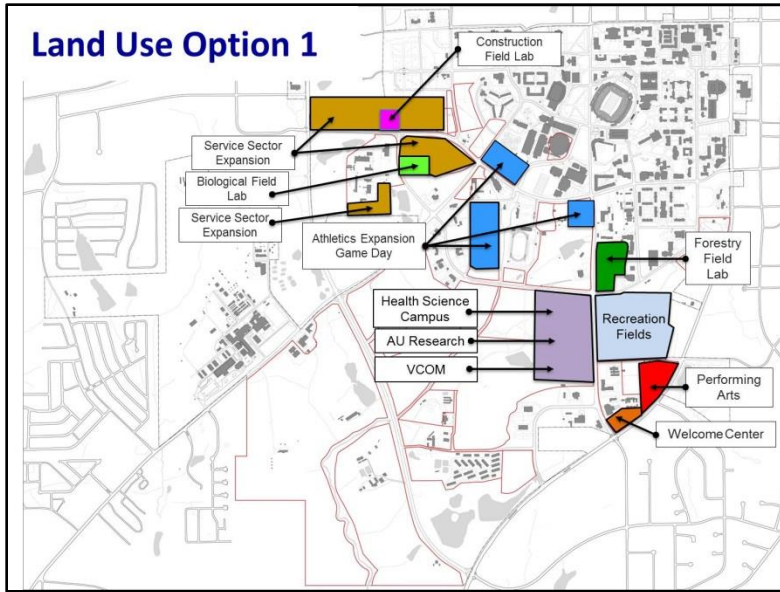 Land Use Option 1
Construction
Field Lab
Service Sector
Expansion
Biological Field
Lab
Service Sector
Expansion
Athletics Expansion
Game Day
Forestry
Field
Lab
Health Science
Campus
AU Research
VCOM
Recreation
Fields
Performing
Arts
Welcome Center